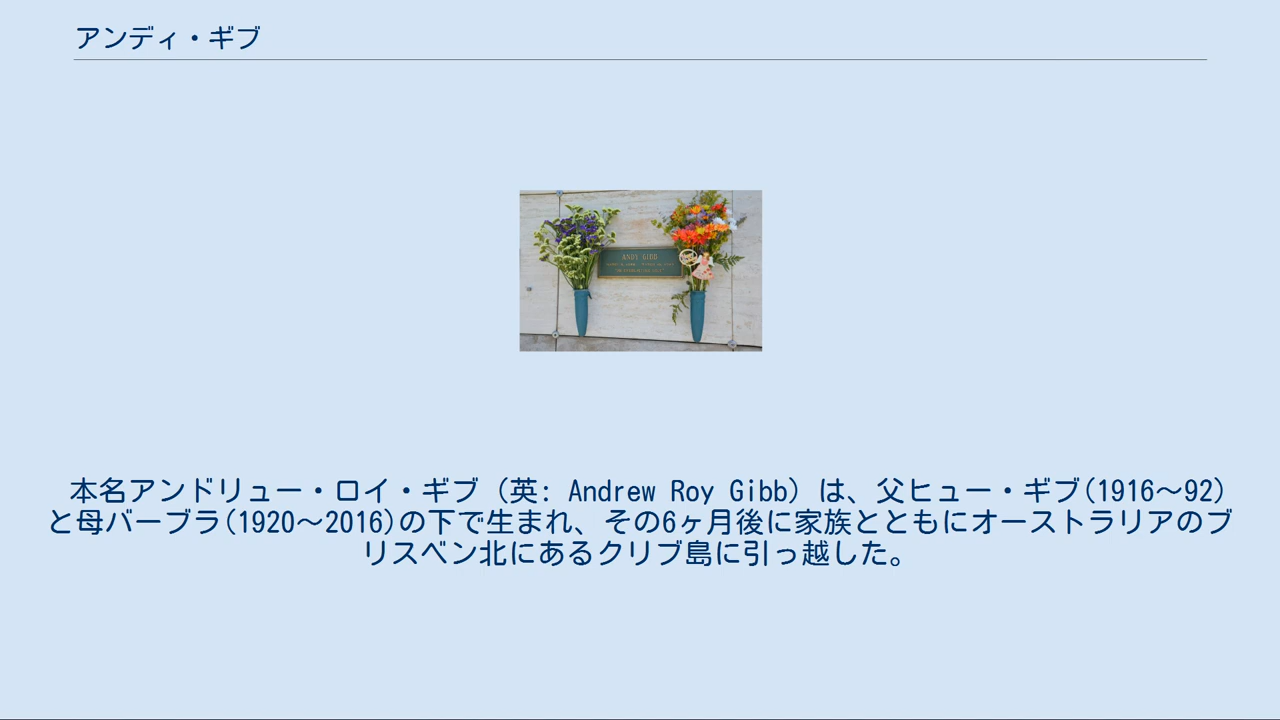 アンディ・ギブ
ANDY GIBB
本名アンドリュー・ロイ・ギブ（英: Andrew Roy Gibb）は、父ヒュー・ギブ(1916～92)
と母バーブラ(1920～2016)の下で生まれ、その6ヶ月後に家族とともにオーストラリアのブ
リスベン北にあるクリブ島に引っ越した。